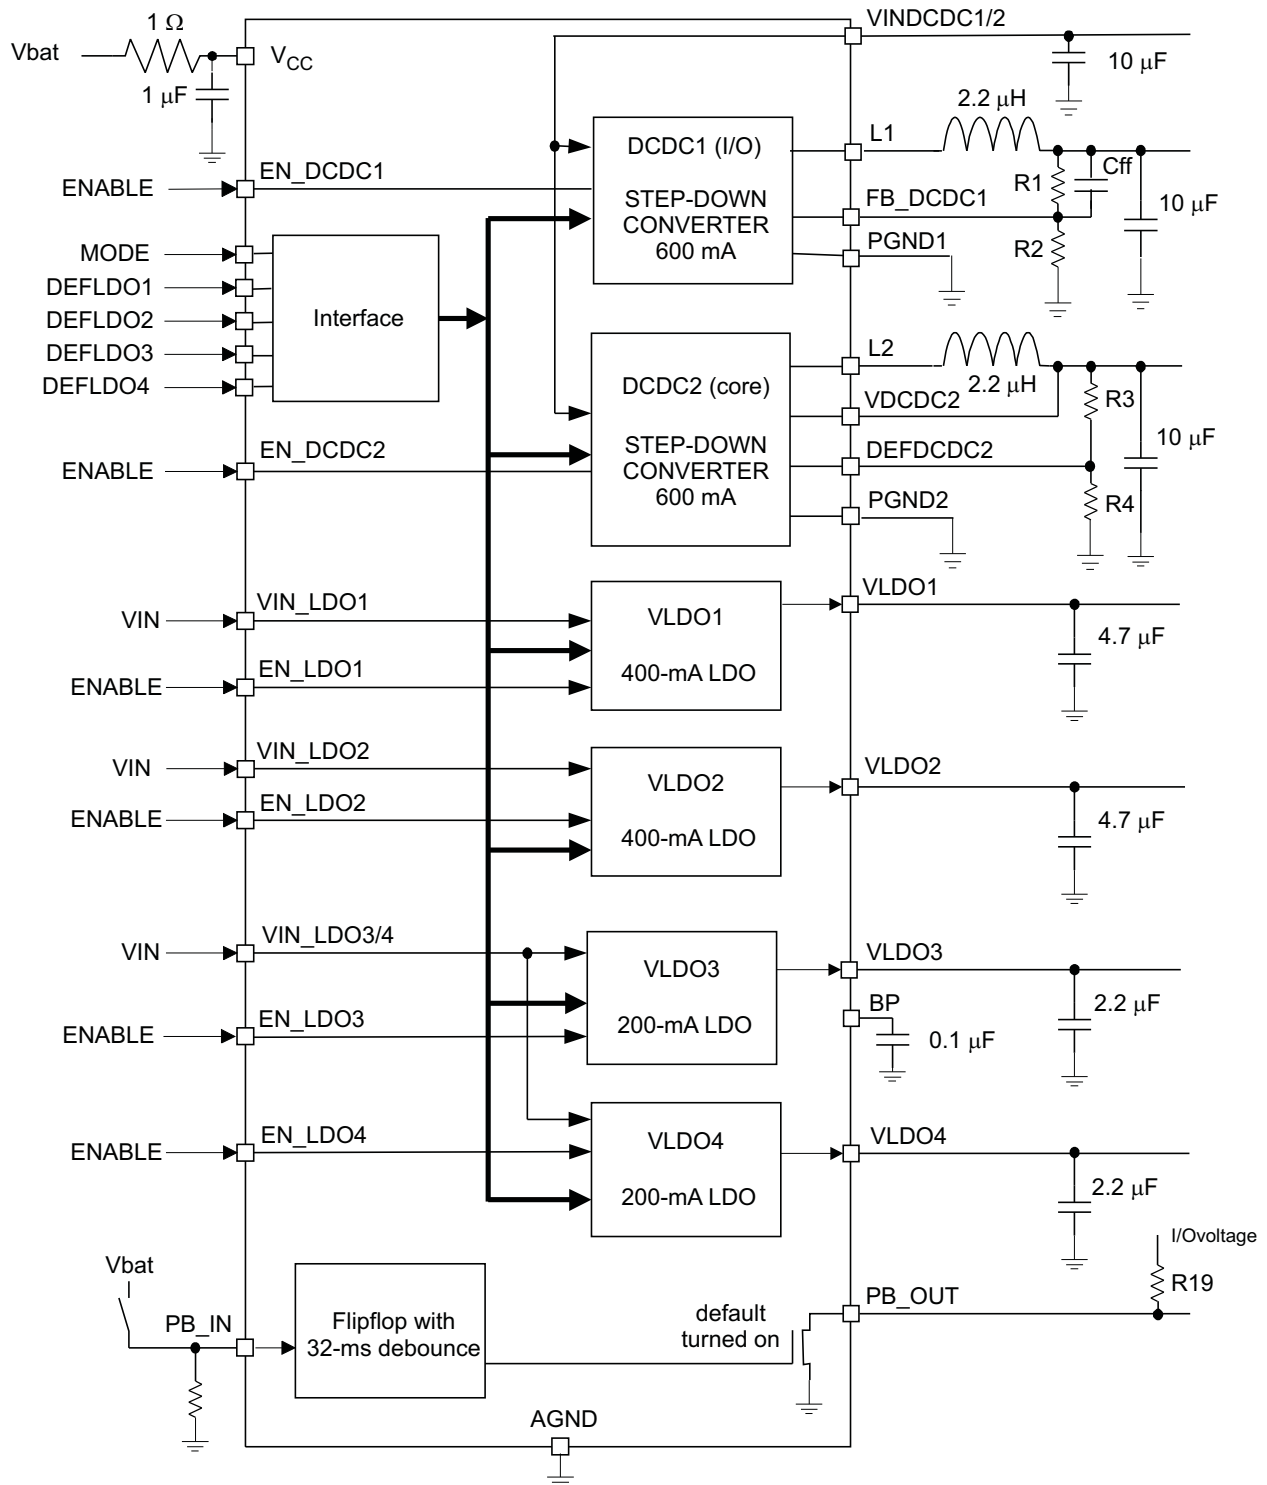 1 Ω
Vbat
VCC
1 μF
VINDCDC1/2
10 μF
2.2 μH
L1
DCDC1 (I/O)
STEP-DOWN
CONVERTER
600 mA
ENABLE
EN_DCDC1
R1
Cff
FB_DCDC1
10 μF
PGND1
R2
MODE
DEFLDO1
DEFLDO2
DEFLDO3
DEFLDO4
Interface
L2
2.2 μH
DCDC2 (core)
STEP-DOWN
CONVERTER
600 mA
VDCDC2
R3
10 μF
ENABLE
EN_DCDC2
DEFDCDC2
PGND2
R4
VIN
VIN_LDO1
VLDO1
400-mA LDO
VLDO1
4.7 μF
ENABLE
EN_LDO1
VIN
VIN_LDO2
VLDO2
400-mA LDO
VLDO2
4.7 μF
ENABLE
EN_LDO2
VIN
VIN_LDO3/4
VLDO3
200-mA LDO
VLDO3
2.2 μF
BP
0.1 μF
ENABLE
EN_LDO3
ENABLE
EN_LDO4
VLDO4
200-mA LDO
VLDO4
2.2 μF
I/Ovoltage
R19
Vbat
PB_IN
Flipflop with
32-ms debounce
default
turned on
PB_OUT
AGND